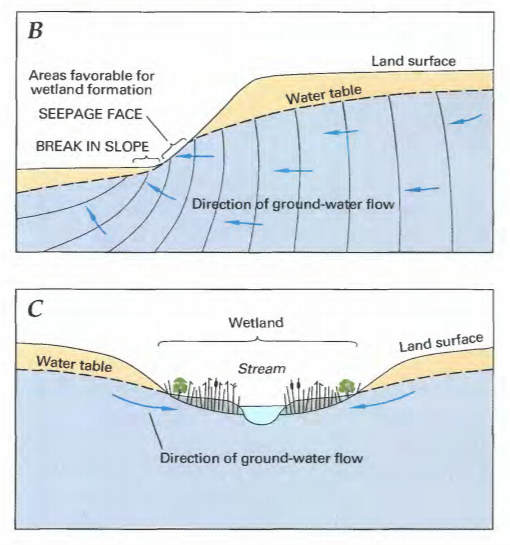 B
Land surface
Areas favorable for
wetland formation
Water table
SEEPAGE FACE
BREAK IN SLOPE
Direction of ground-water flow
C
Wetland
Land surface
Water table
Stream
Direction of ground-water flow